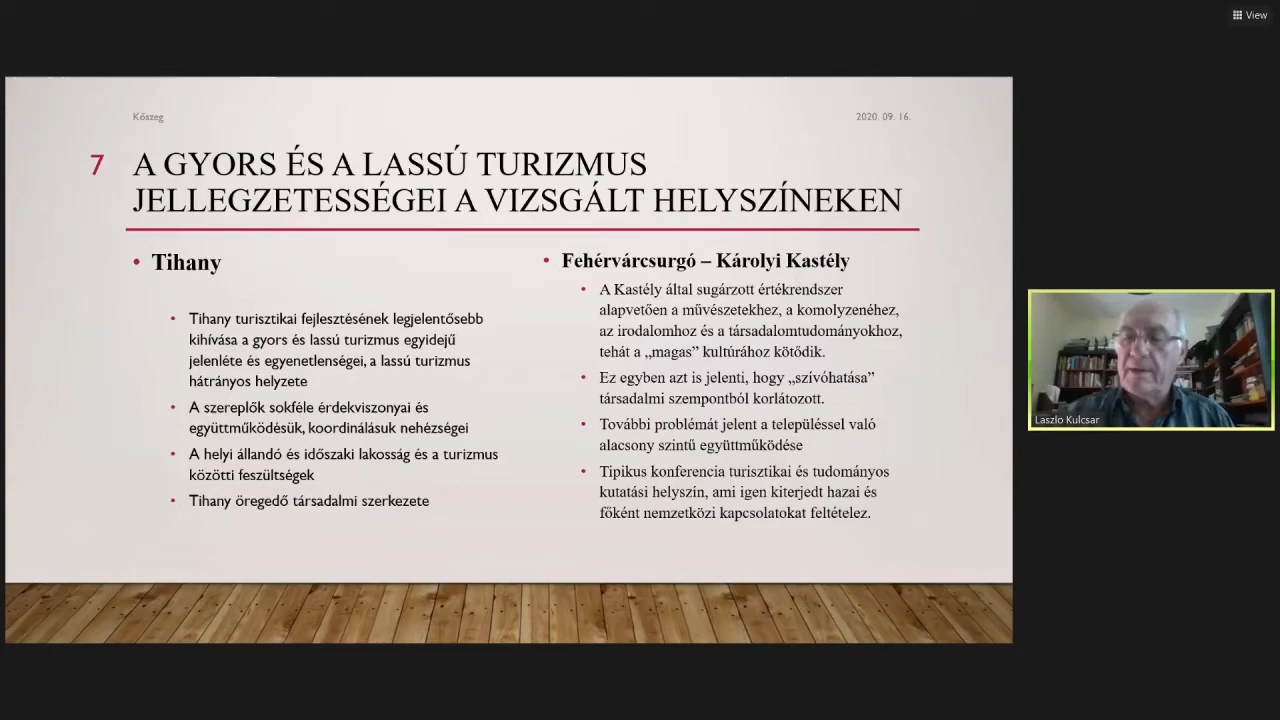 View
Kőszeg
2020. 09. 16.
7
A GYORS ÉS A LASSÚ TURIZMUS
JELLEGZETESSÉGEI A VIZSGÁLT HELYSZÍNEKEN
• Tihany
• Tihany turisztikai fejlesztésének legjelentősebb
kihívása a gyors és lassú turizmus egyidejű
jelenléte és egyenetlenségei, a lassú turizmus
hátrányos helyzete
• A szereplők sokféle érdekviszonyai és
együttműködésük, koordinálásuk nehézségei
• A helyi állandó és időszaki lakosság és a turizmus
közötti feszültségek
• Tihany öregedő társadalmi szerkezete
• Fehérvárcsurgó – Károlyi Kastély
• A Kastély által sugárzott értékrendszer
alapvetően a művészetekhez, a komolyzenéhez,
az irodalomhoz és a társadalomtudományokhoz,
tehát a „magas” kultúrához kötődik.
• Ez egyben azt is jelenti, hogy „szívóhatása”
társadalmi szempontból korlátozott.
• További problémát jelent a településsel való
alacsony szintű együttműködése
• Tipikus konferencia turisztikai és tudományos
kutatási helyszín, ami igen kiterjedt hazai és
főként nemzetközi kapcsolatokat feltételez.
Laszlo Kulcsar